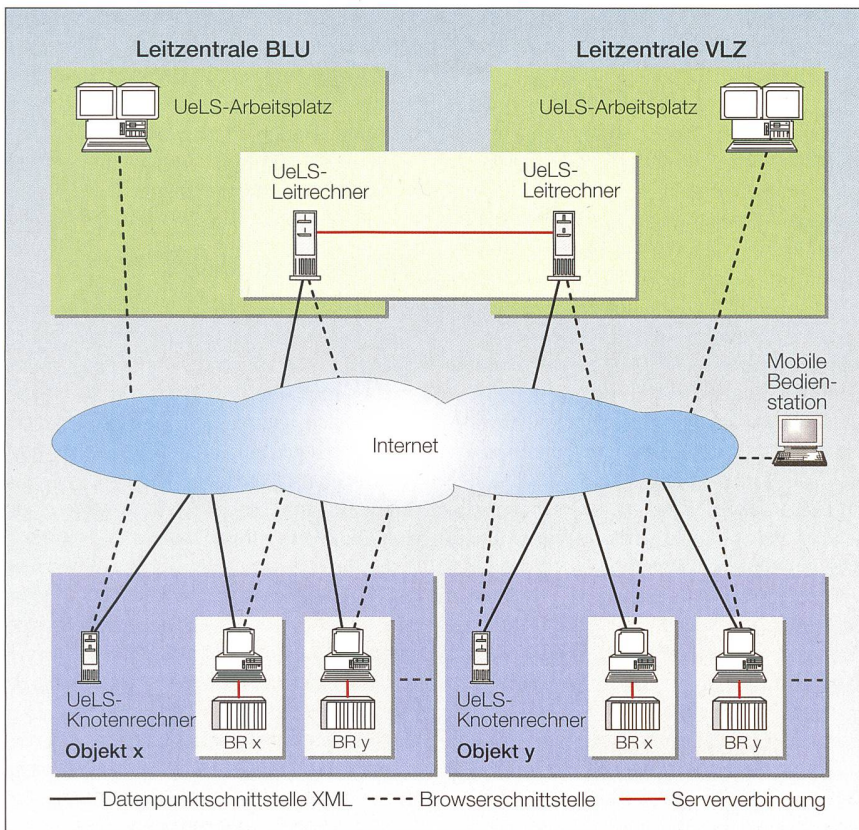 Leitzentrale BLU
Leitzentrale VLZ
UeLS-Arbeitsplatz
UeLS-Arbeitsplatz
UeLS-
Leitrechner
UeLS-
Leitrechner
Mobile
Bedien-
station
Internet
UeLS-
Knotenrechner
Objekt x
BR x
BR y
UeLS-
Knotenrechner
Objekt y
BR x
BR y
Datenpunktschnittstelle XML
Browserschnittstelle
Serververbindung